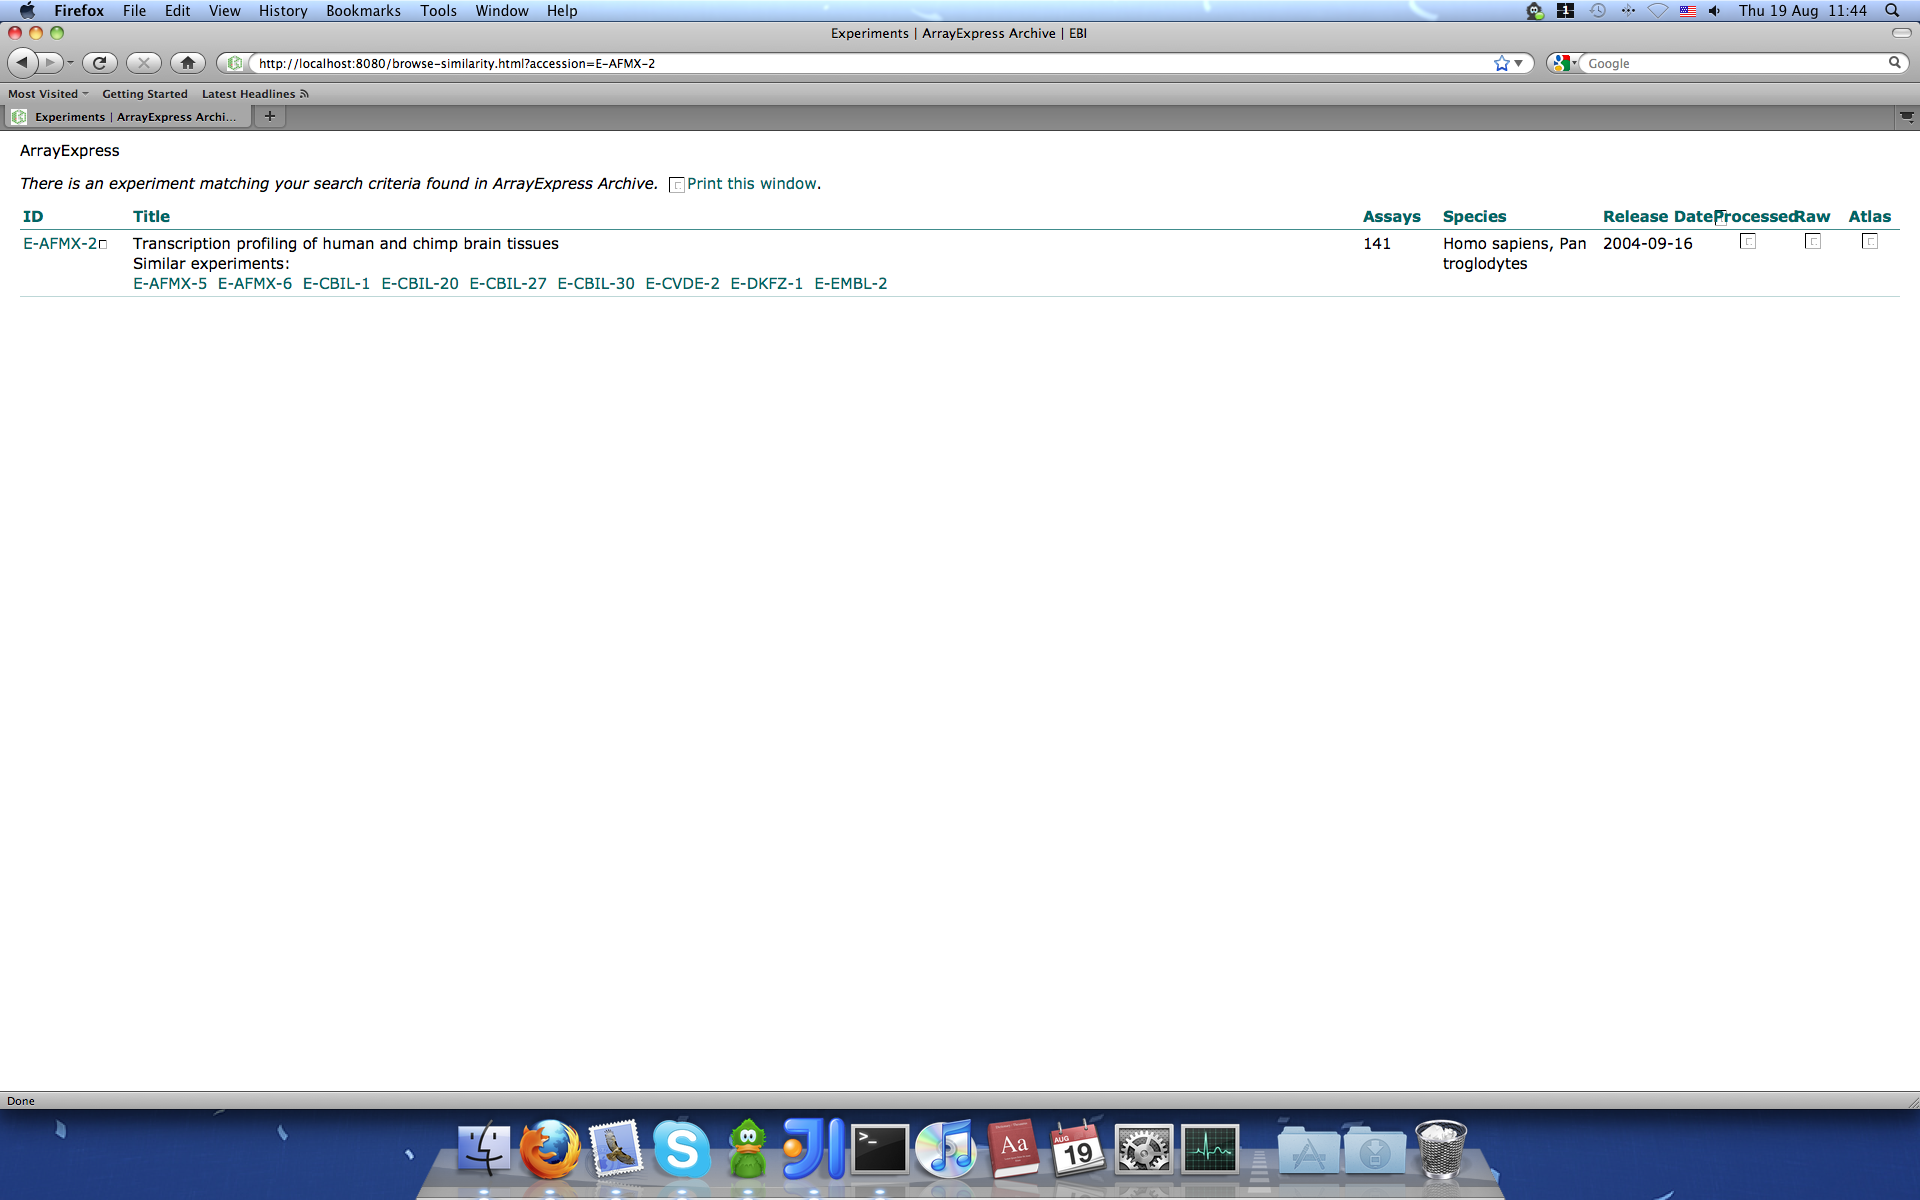 Firefox File Edit View History Bookmarks Tools Window Help 1 Thu 19 Aug 11:44
Experiments | ArrayExpress Archive | EBI
http://localhost:8080/browse-similarity.html?accession=E-AFMX-2 Google
Most Visited Getting Started Latest Headlines
Experiments | ArrayExpress Archi... +
ArrayExpress
There is an experiment matching your search criteria found in ArrayExpress Archive. Print this window.
ID Title Assays Species Release Date Processed Raw Atlas
E-AFMX-2 Transcription profiling of human and chimp brain tissues 141 Homo sapiens, Pan 2004-09-16
Similar experiments: troglodytes
E-AFMX-5 E-AFMX-6 E-CBIL-1 E-CBIL-20 E-CBIL-27 E-CBIL-30 E-CVDE-2 E-DKFZ-1 E-EMBL-2
Done
S >_ Aa AUG 19